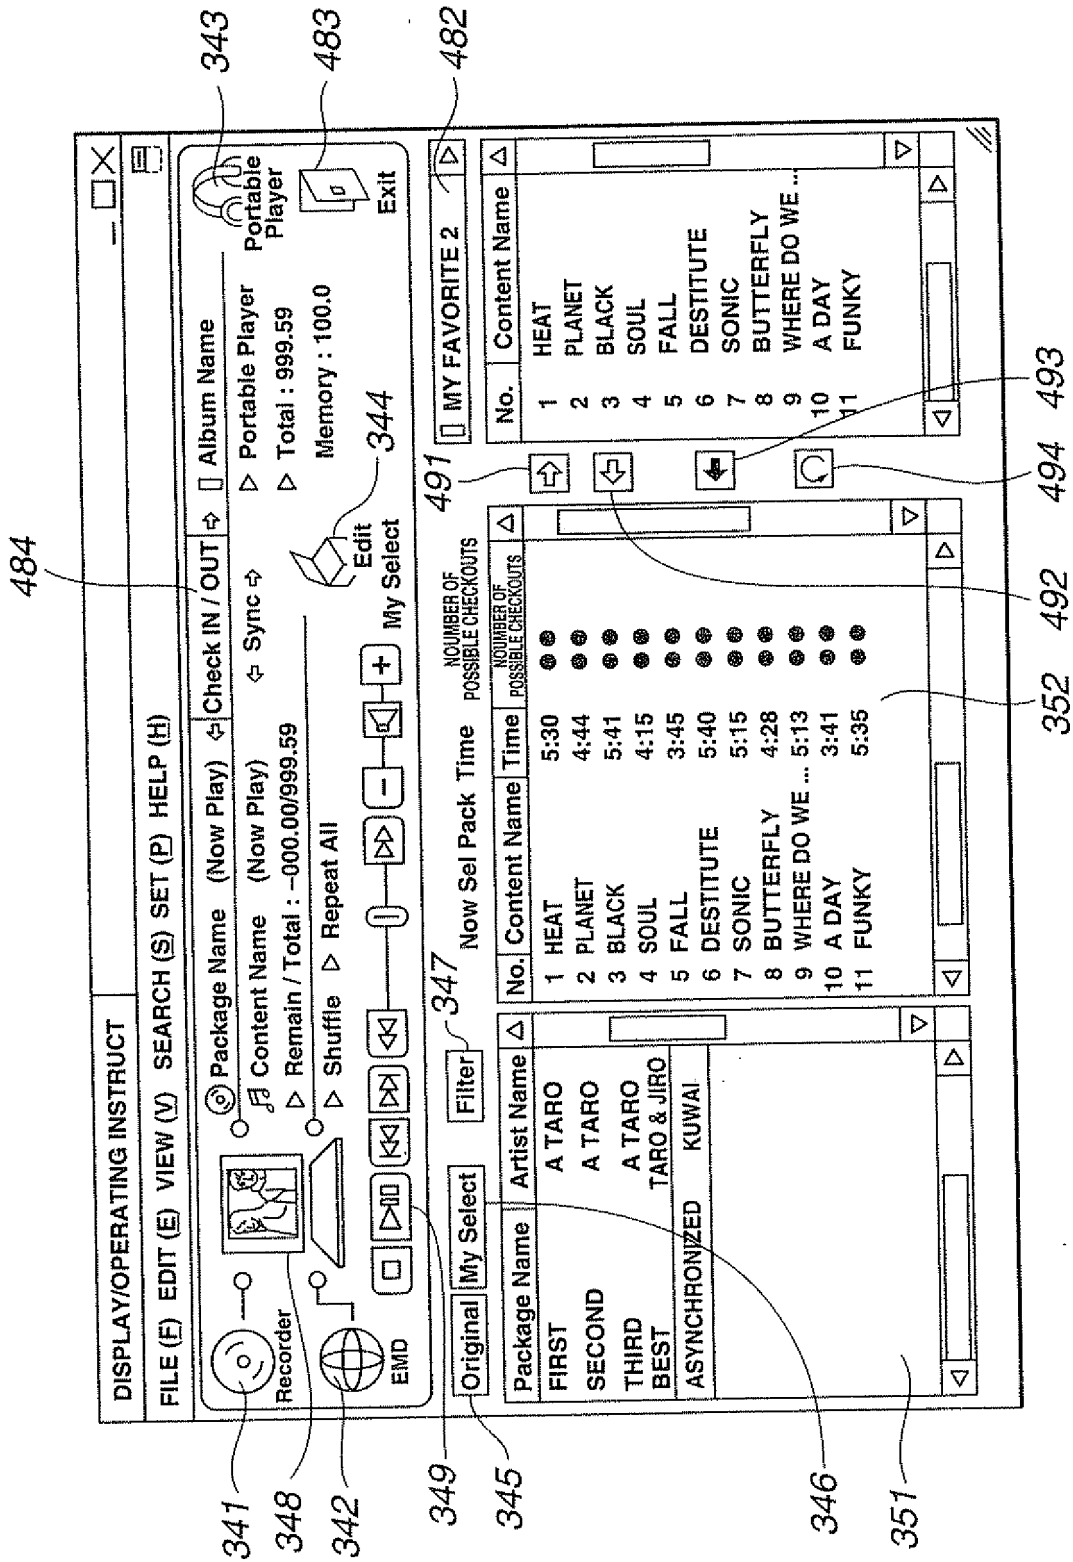 484
343
483
482
DISPLAY/OPERATING INSTRUCT
FILE (F) EDIT (E) VIEW (V) SEARCH (S) SET (P) HELP (H)
Package Name (Now Play) Check IN / OUT Album Name
Content Name (Now Play) Sync Portable Player
Remain / Total : -000.00/999.59 Total : 999.59
Memory : 100.0
Shuffle Repeat All
Recorder
EMD
Portable
Player
Exit
Edit
My Select
344
Original My Select Filter 347
Now Sel Pack Time NOUMBER OF
POSSIBLE CHECKOUTS
491
MY FAVORITE 2
Package Name Artist Name
FIRST A TARO
SECOND A TARO
THIRD A TARO
BEST TARO & JIRO
ASYNCHRONIZED KUWAI
No. Content Name Time NOUMBER OF
POSSIBLE CHECKOUTS
1 HEAT 5:30
2 PLANET 4:44
3 BLACK 5:41
4 SOUL 4:15
5 FALL 3:45
6 DESTITUTE 5:40
7 SONIC 5:15
8 BUTTERFLY 4:28
9 WHERE DO WE ... 5:13
10 A DAY 3:41
11 FUNKY 5:35
No. Content Name
1 HEAT
2 PLANET
3 BLACK
4 SOUL
5 FALL
6 DESTITUTE
7 SONIC
8 BUTTERFLY
9 WHERE DO WE ...
10 A DAY
11 FUNKY
341
348
342
349
345
346
351
352
492
494
493